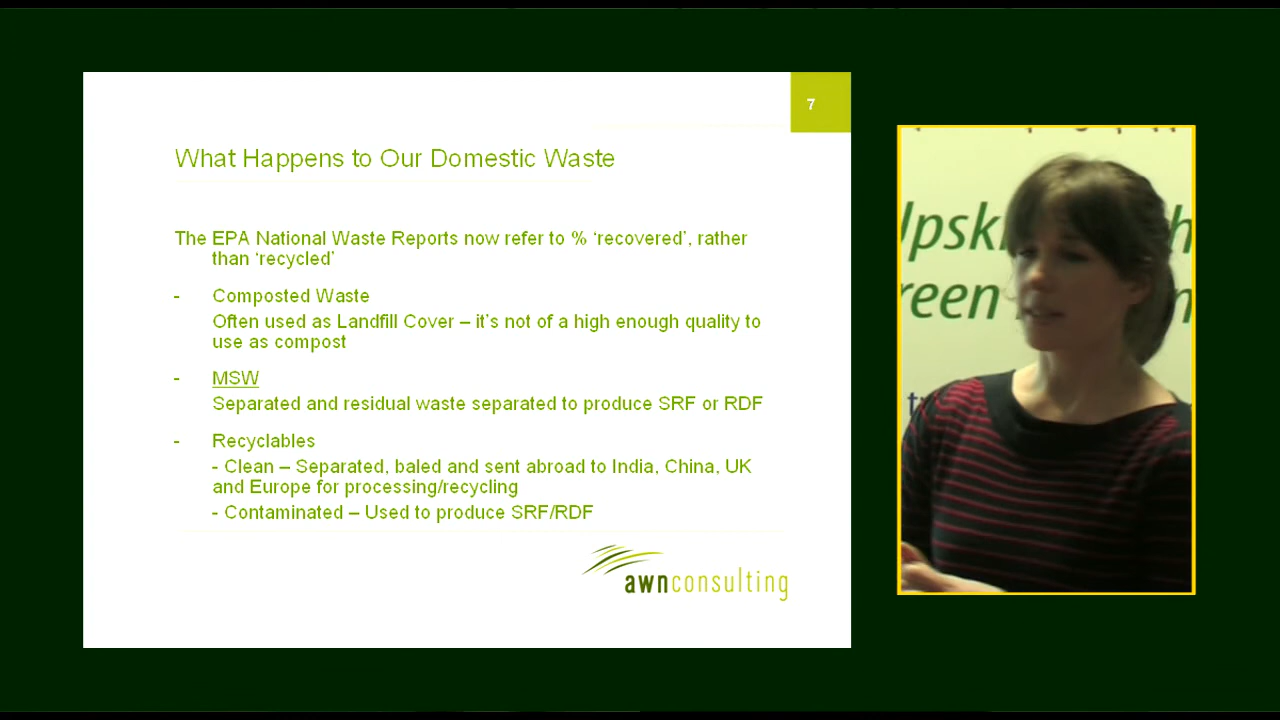 7
What Happens to Our Domestic Waste
The EPA National Waste Reports now refer to % ‘recovered’, rather
than ‘recycled’
- Composted Waste
Often used as Landfill Cover – it’s not of a high enough quality to
use as compost
- MSW
Separated and residual waste separated to produce SRF or RDF
- Recyclables
- Clean – Separated, baled and sent abroad to India, China, UK
and Europe for processing/recycling
- Contaminated – Used to produce SRF/RDF
awnconsulting